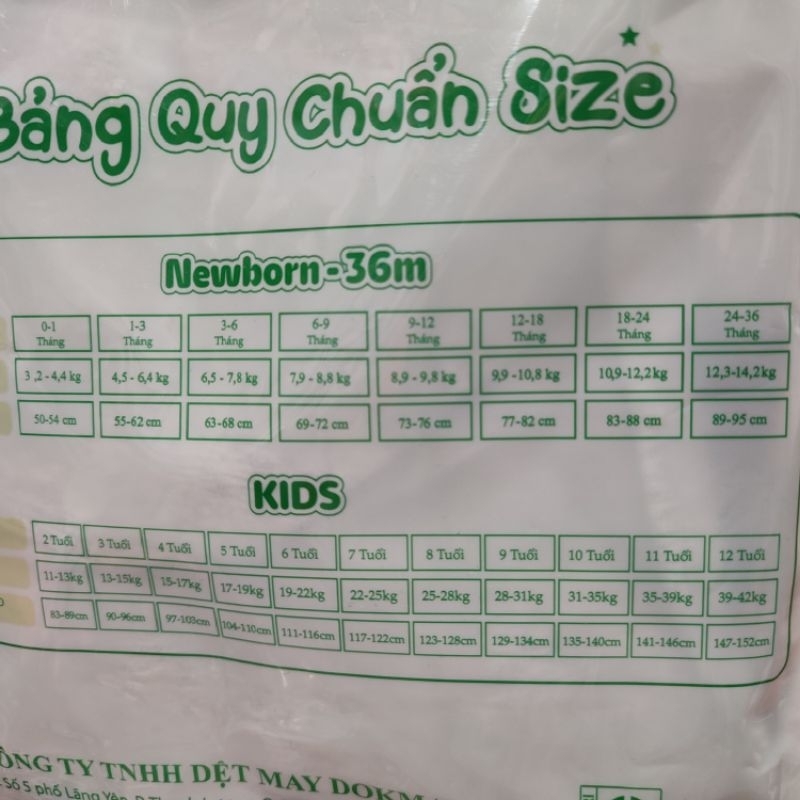 Bảng Quy Chuẩn Size
Newborn - 36m
0-1 Tháng 1-3 Tháng 3-6 Tháng 6-9 Tháng 9-12 Tháng 12-18 Tháng 18-24 Tháng 24-36 Tháng
3,2 - 4,4 kg 4,5 - 6,4 kg 6,5 - 7,8 kg 7,9 - 8,8 kg 8,9 - 9,8 kg 9,9 -10,8 kg 10,9-12,2kg 12,3-14,2kg
50-54 cm 55-62 cm 63-68 cm 69-72 cm 73-76 cm 77-82 cm 83-88 cm 89-95 cm
KIDS
2 Tuổi 3 Tuổi 4 Tuổi 5 Tuổi 6 Tuổi 7 Tuổi 8 Tuổi 9 Tuổi 10 Tuổi 11 Tuổi 12 Tuổi
11-13kg 13-15kg 15-17kg 17-19kg 19-22kg 22-25kg 25-28kg 28-31kg 31-35kg 35-39kg 39-42kg
83-89cm 90-96cm 97-103cm 104-110cm 111-116cm 117-122cm 123-128cm 129-134cm 135-140cm 141-146cm 147-152cm
CÔNG TY TNHH DỆT MAY
Số 5 phố Lãng Yên